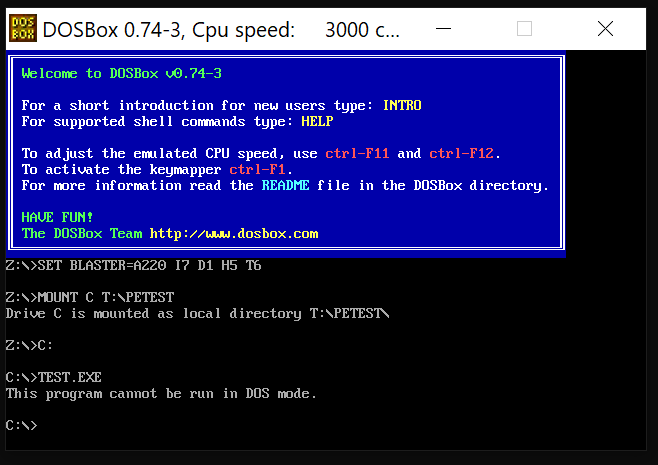 DOS
BOX
DOSBox 0.74-3, Cpu speed: 3000 c...
Welcome to DOSBox v0.74-3
For a short introduction for new users type: INTRO
For supported shell commands type: HELP
To adjust the emulated CPU speed, use ctrl-F11 and ctrl-F12.
To activate the keymapper ctrl-F1.
For more information read the README file in the DOSBox directory.
HAVE FUN!
The DOSBox Team http://www.dosbox.com
Z:\>SET BLASTER=A220 I7 D1 H5 T6
Z:\>MOUNT C T:\PETEST
Drive C is mounted as local directory T:\PETEST\
Z:\>C:
C:\>TEST.EXE
This program cannot be run in DOS mode.
C:\>